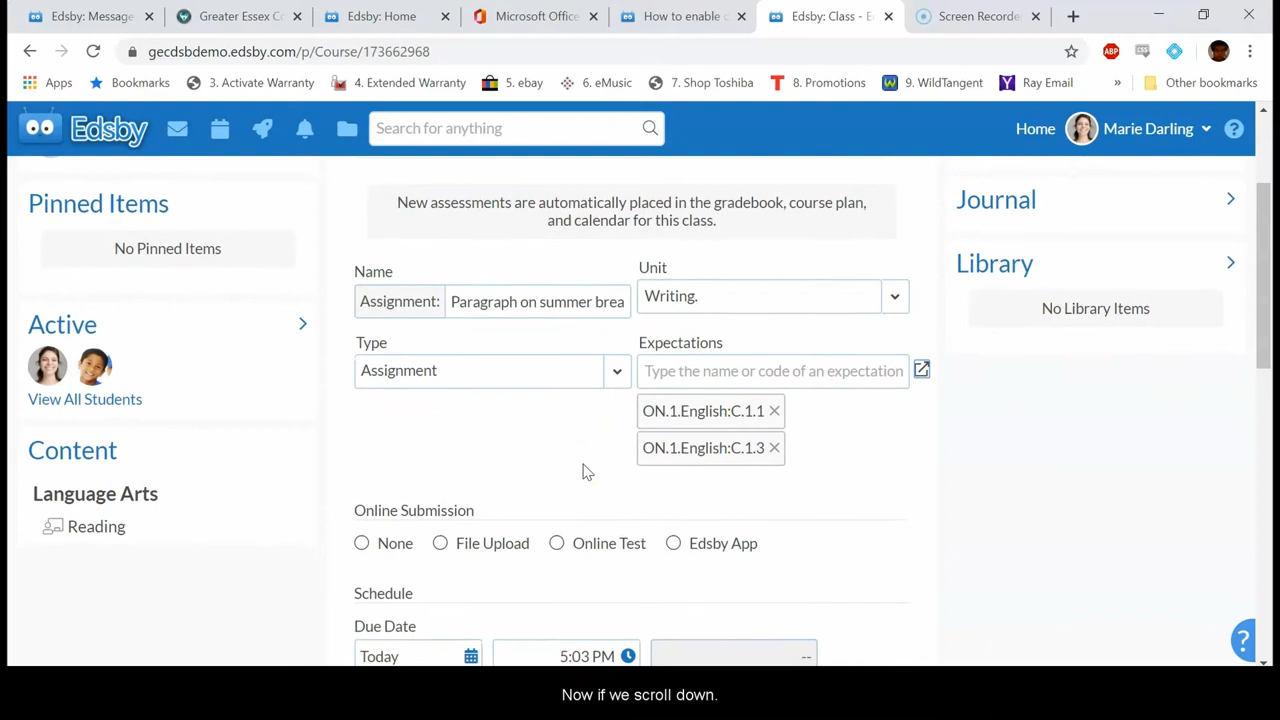 Edsby: Message
Greater Essex Co
Edsby: Home
Microsoft Office
How to enable c
Edsby: Class - E
Screen Recorde
gecdsbdemo.edsby.com/p/Course/173662968
ABP
CSS
Apps
Bookmarks
3. Activate Warranty
4. Extended Warranty
5. ebay
6. eMusic
7. Shop Toshiba
8. Promotions
9. WildTangent
Ray Email
»
Other bookmarks
Edsby
Search for anything
Home
Marie Darling
?
Pinned Items
No Pinned Items
Active
View All Students
Content
Language Arts
Reading
New assessments are automatically placed in the gradebook, course plan,
and calendar for this class.
Name
Assignment: Paragraph on summer brea
Unit
Writing.
Type
Assignment
Expectations
Type the name or code of an expectation
ON.1.English:C.1.1 ×
ON.1.English:C.1.3 ×
Online Submission
None
File Upload
Online Test
Edsby App
Schedule
Due Date
Today
5:03 PM
--
Journal
Library
No Library Items
?
Now if we scroll down.